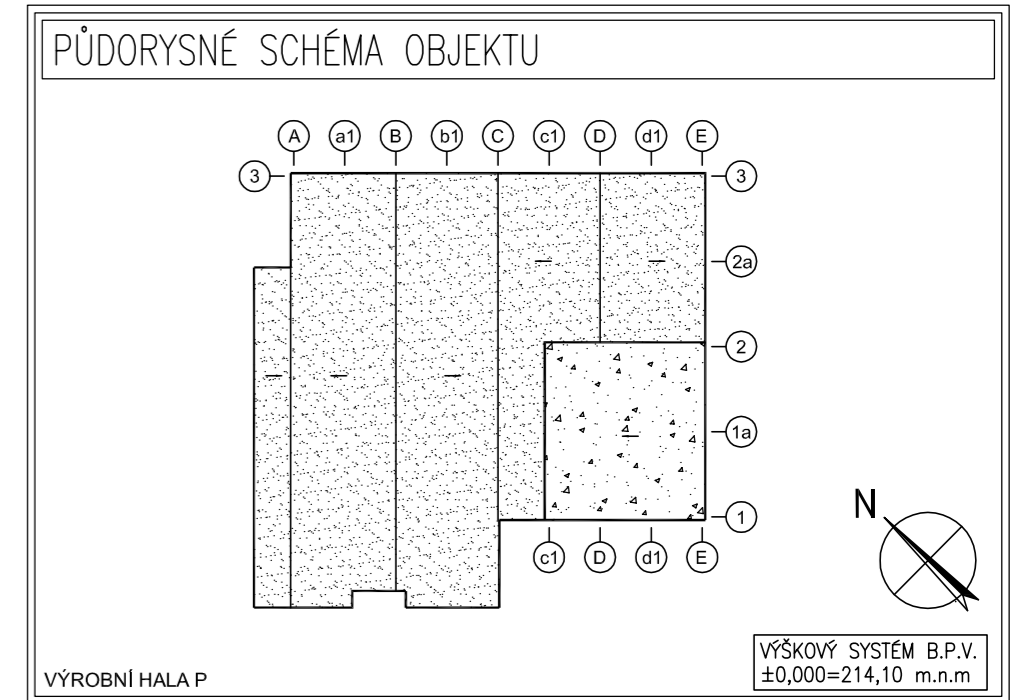 PŮDORYSNÉ SCHÉMA OBJEKTU
A a1 B b1 C c1 D d1 E
3 3
2a
2
1a
1
c1 D d1 E
N
VÝŠKOVÝ SYSTÉM B.P.V.
±0,000=214,10 m.n.m
VÝROBNÍ HALA P